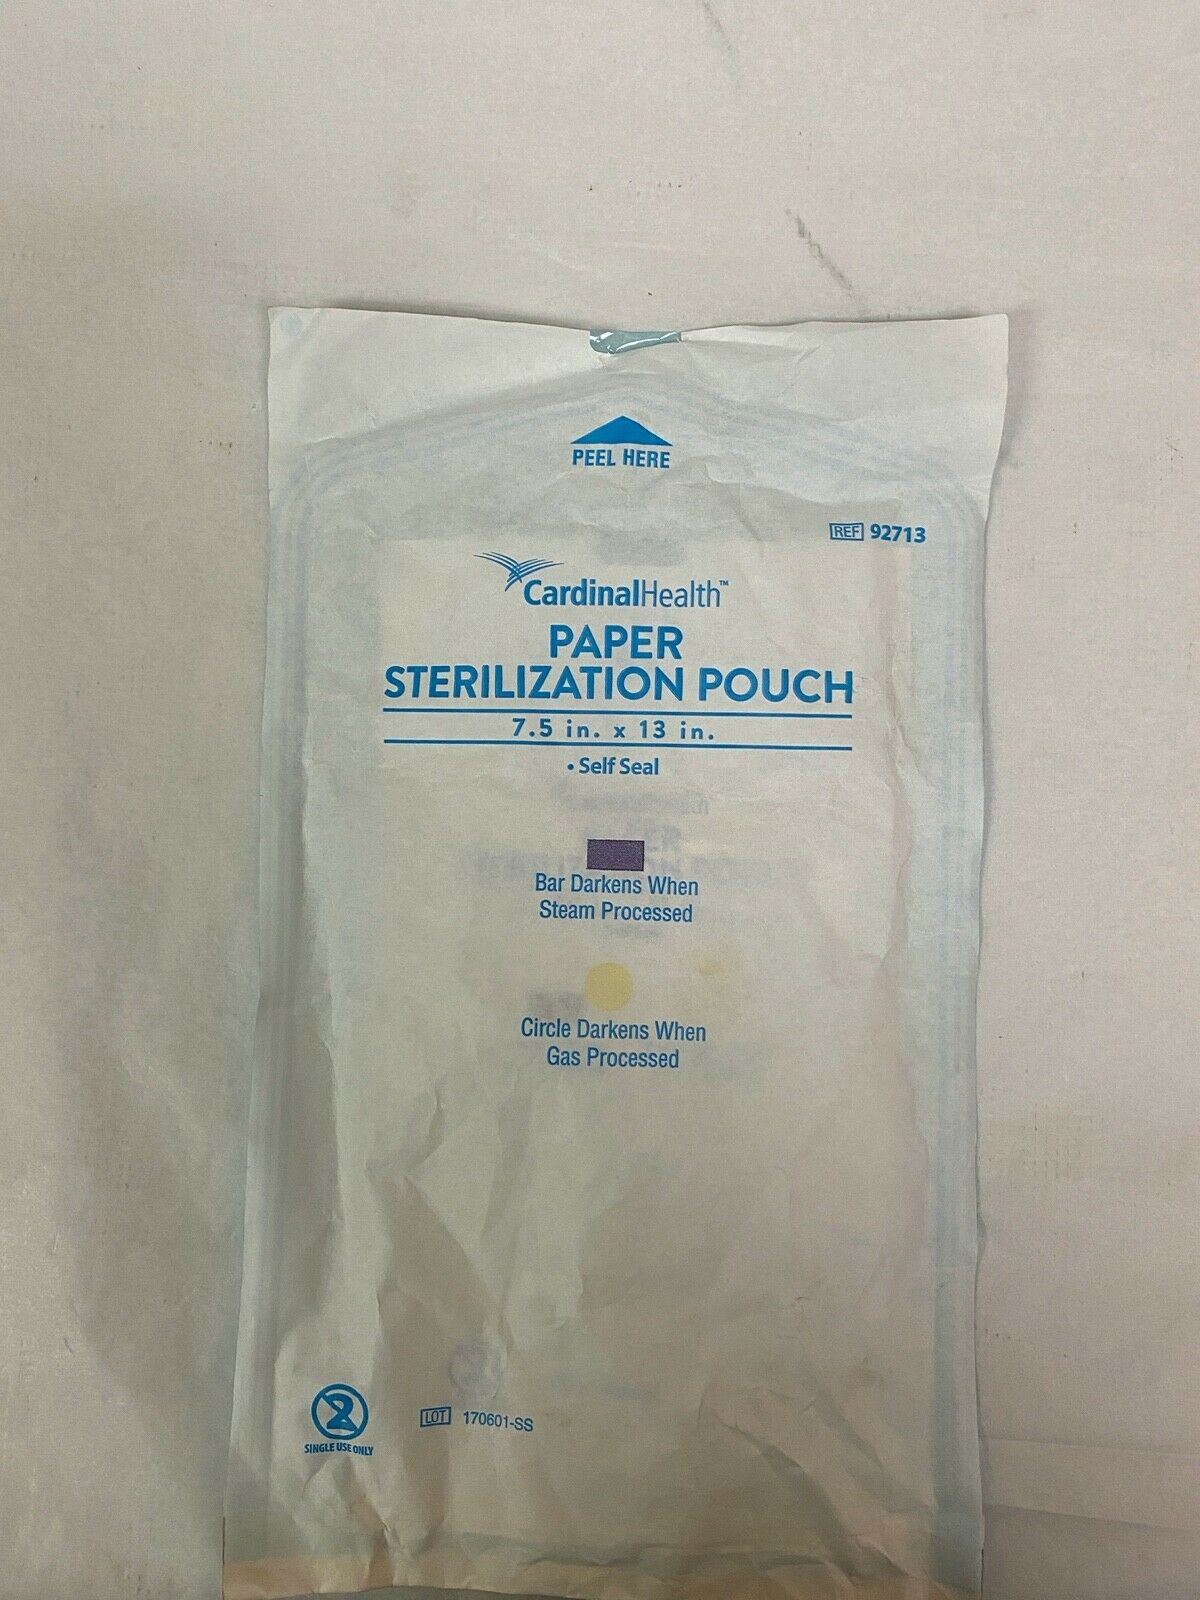 PEEL HERE
REF 92713
CardinalHealth™
PAPER
STERILIZATION POUCH
7.5 in. x 13 in.
• Self Seal
Bar Darkens When
Steam Processed
Circle Darkens When
Gas Processed
2
SINGLE USE ONLY
LOT 170601-SS